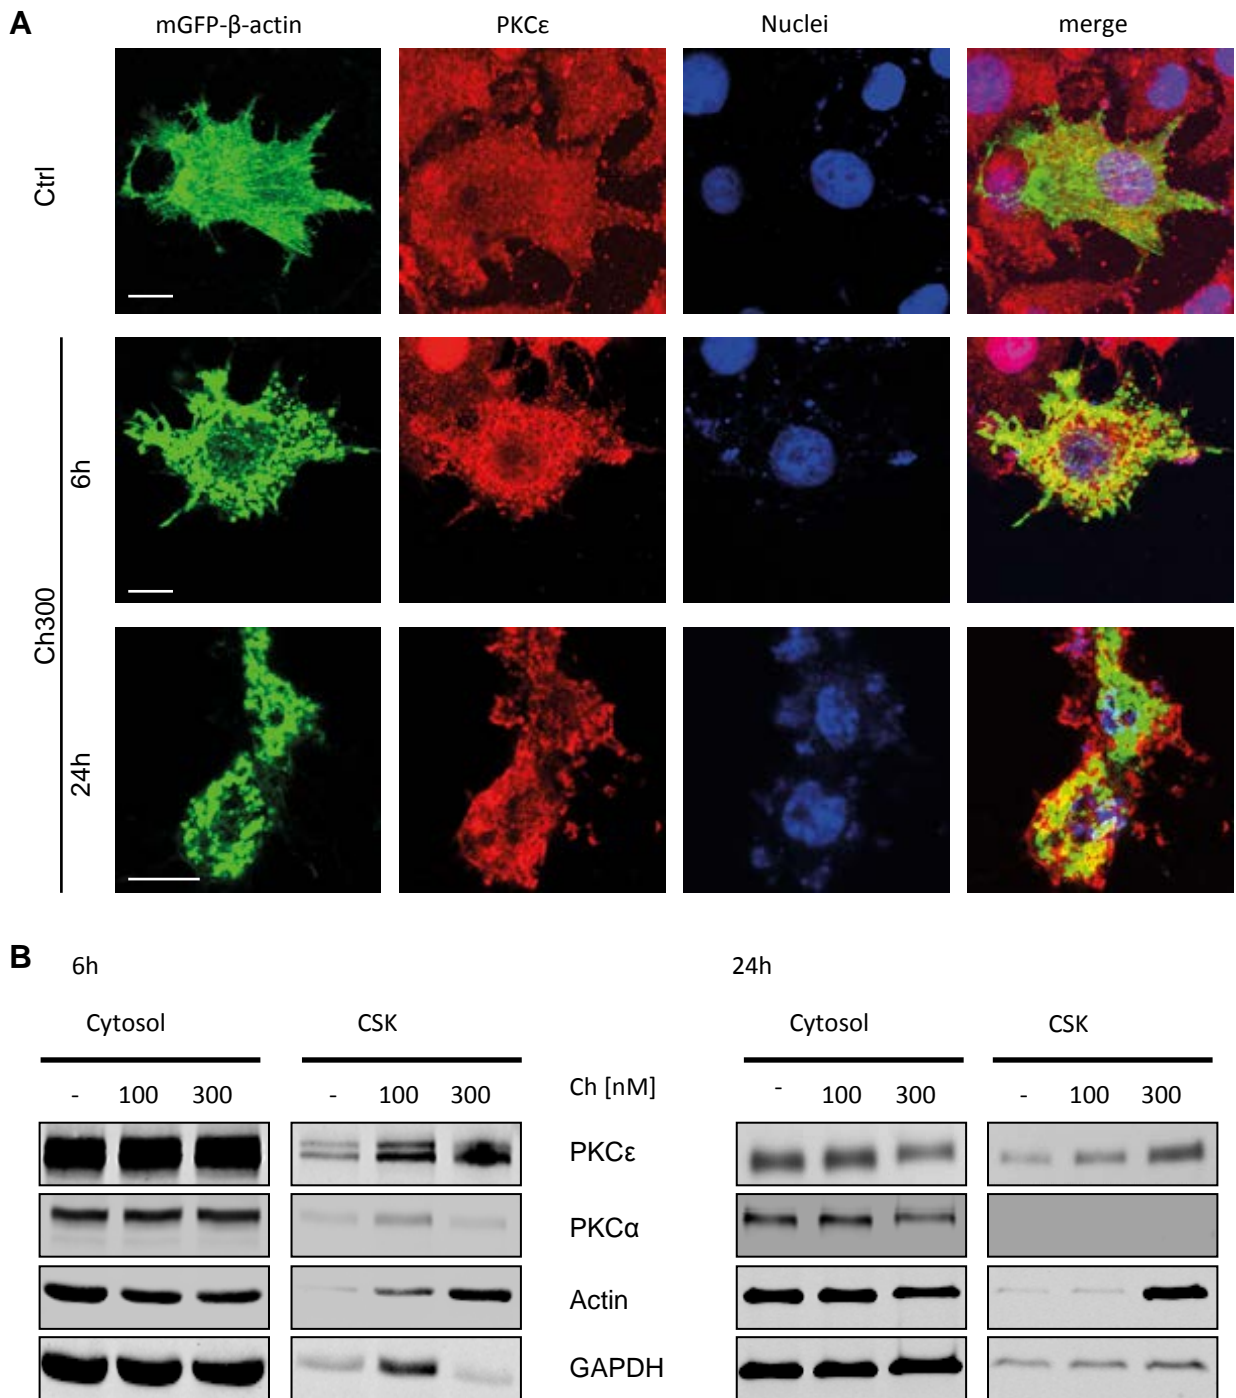 A
mGFP-β-actin PKCε Nuclei merge
Ctrl
Ch300
6h
24h
B
6h 24h
Cytosol CSK Cytosol CSK
- 100 300 - 100 300 Ch [nM] - 100 300 - 100 300
PKCε
PKCα
Actin
GAPDH